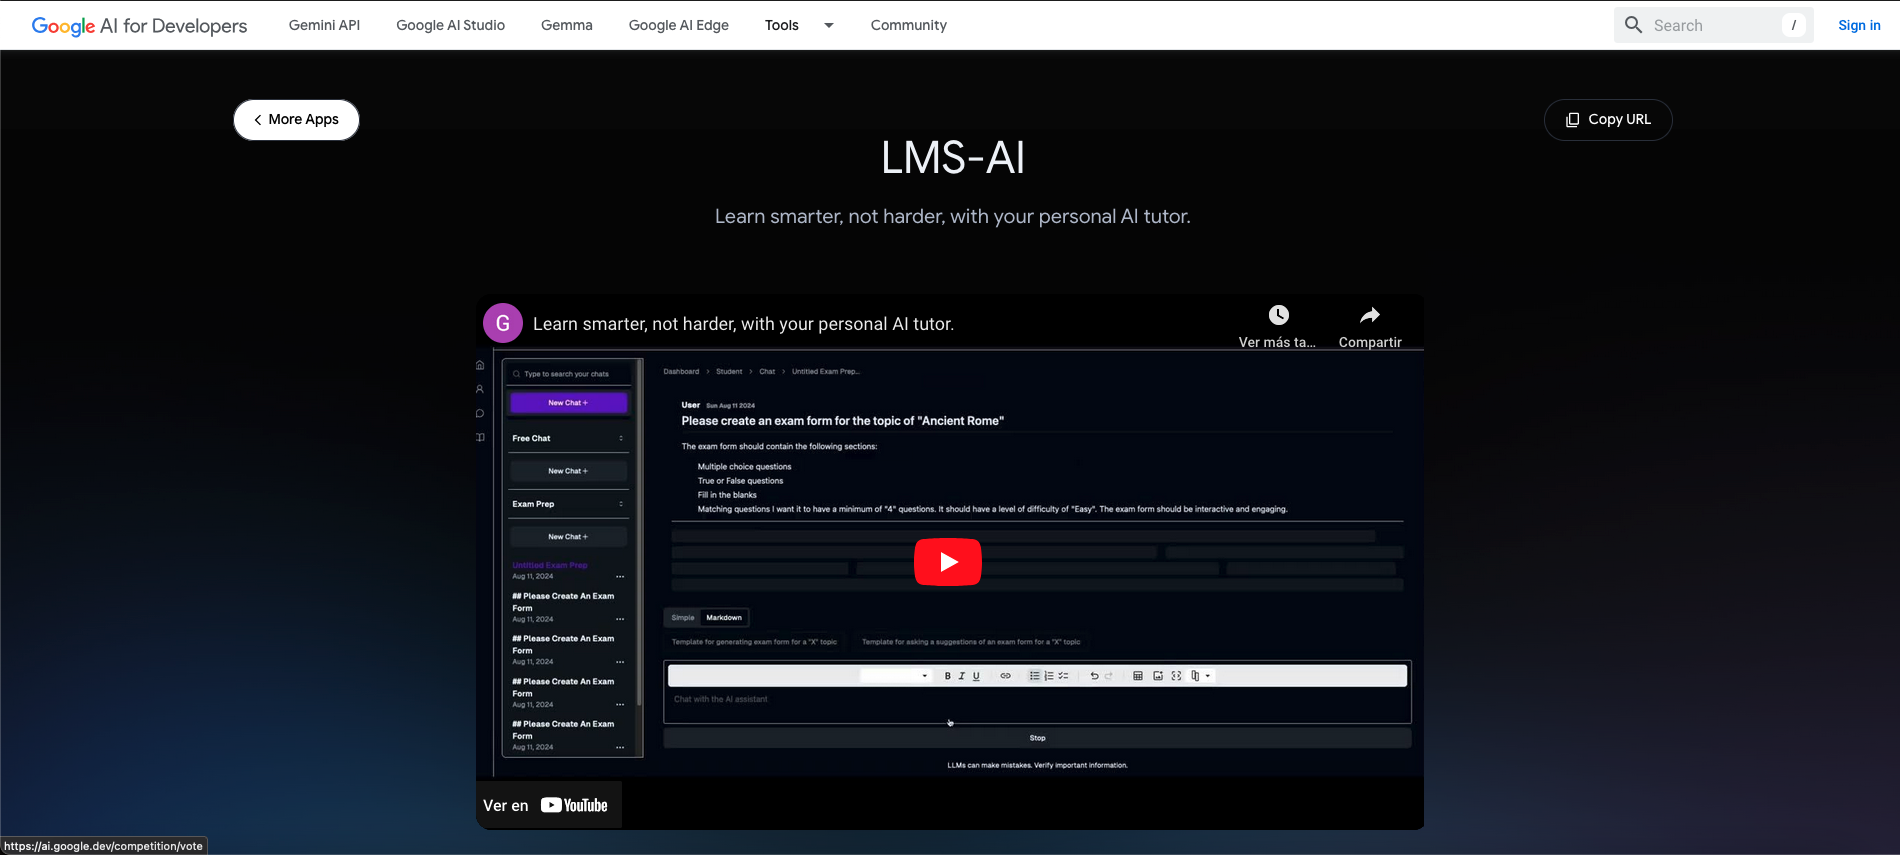 Google AI for Developers Gemini API Google AI Studio Gemma Google AI Edge Tools Community Search / Sign in
More Apps
Copy URL
LMS-AI
Learn smarter, not harder, with your personal AI tutor.
G Learn smarter, not harder, with your personal AI tutor.
Ver más ta... Compartir
Type to search your chats
New Chat +
Free Chat
New Chat +
Exam Prep
New Chat +
Untitled Exam Prep
Aug 11, 2024 ...
## Please Create An Exam
Form
Aug 11, 2024 ...
## Please Create An Exam
Form
Aug 11, 2024 ...
## Please Create An Exam
Form
Aug 11, 2024 ...
## Please Create An Exam
Form
Aug 11, 2024 ...
Dashboard > Student > Chat > Untitled Exam Prep...
User Sun Aug 11 2024
Please create an exam form for the topic of "Ancient Rome"
The exam form should contain the following sections:
Multiple choice questions
True or False questions
Fill in the blanks
Matching questions I want it to have a minimum of "4" questions. It should have a level of difficulty of "Easy". The exam form should be interactive and engaging.
Simple Markdown
Template for generating exam form for a "X" topic Template for asking a suggestions of an exam form for a "X" topic
B I U
Chat with the AI assistant
Stop
LLMs can make mistakes. Verify important information.
Ver en YouTube
https://ai.google.dev/competition/vote